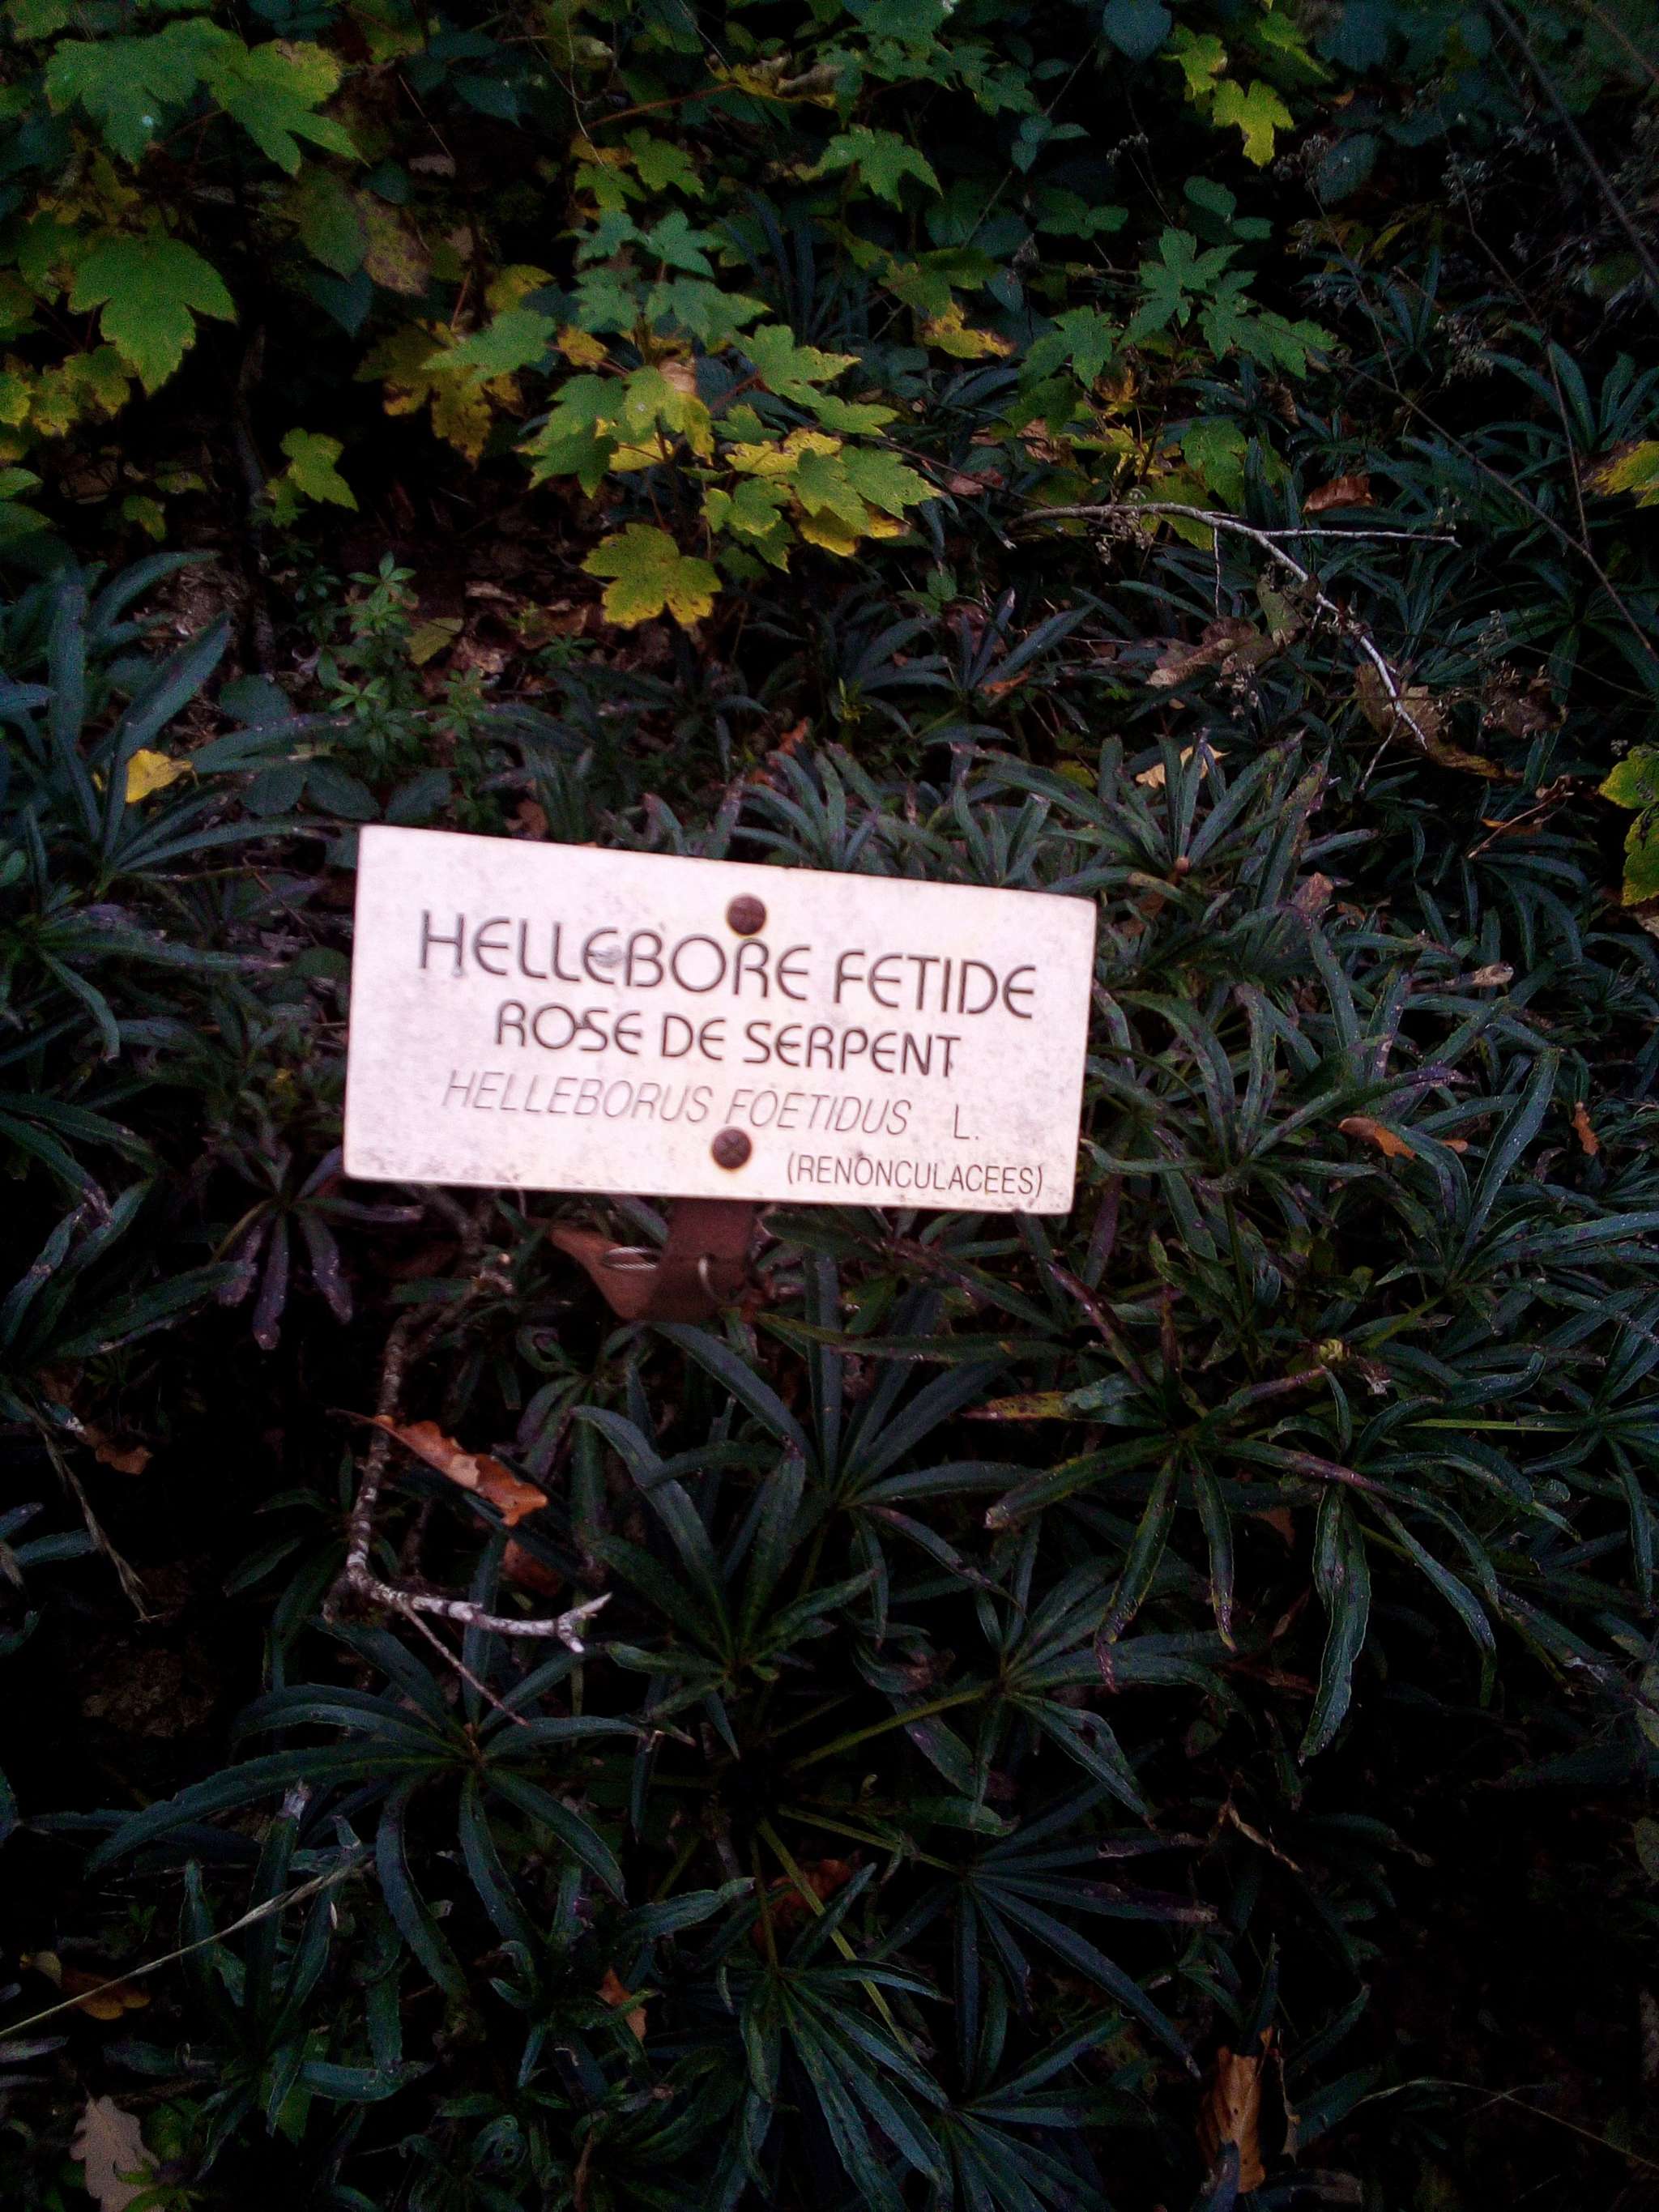 HELLEBORE FETIDE
ROSE DE SERPENT
HELLEBORUS FOETIDUS L.
(RENONCULACEES)